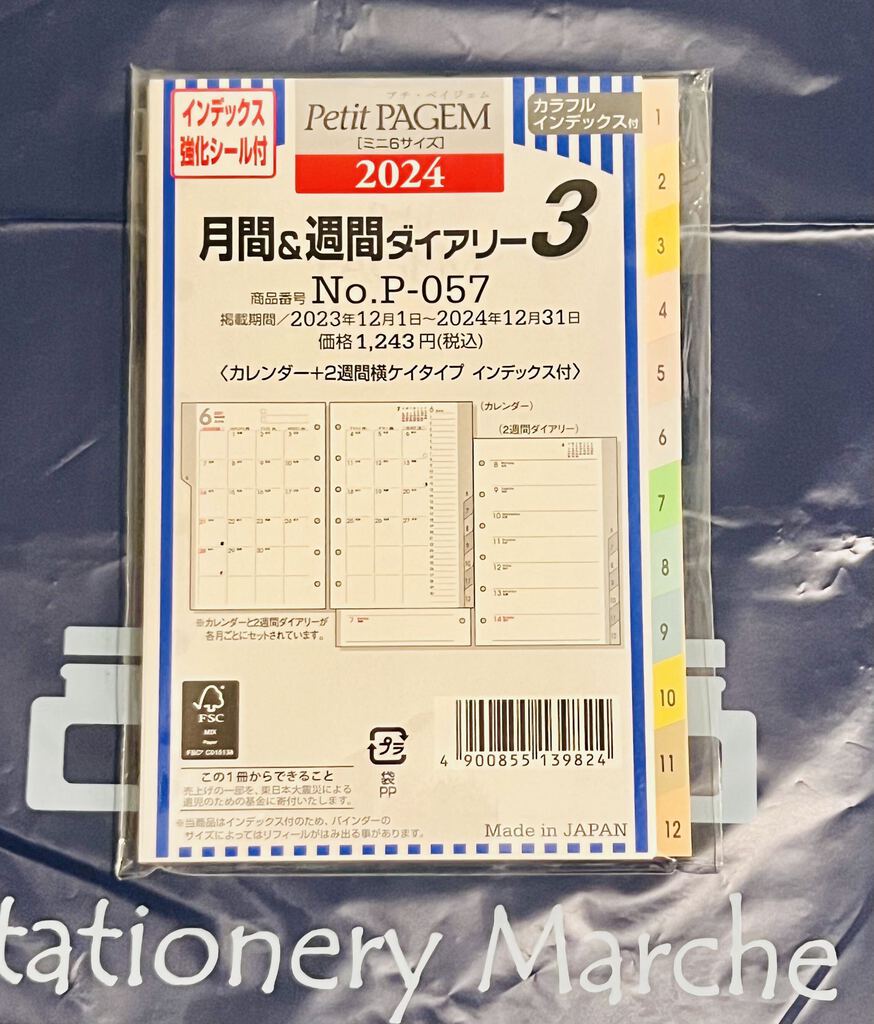 インデックス
強化シール付
プチ・ペイジェム
Petit PAGEM
[ミニ6サイズ]
2024
カラフル
インデックス付
月間&週間ダイアリー3
商品番号 No.P-057
掲載期間／2023年12月1日〜2024年12月31日
価格1,243円(税込)
〈カレンダー+2週間横ケイタイプ インデックス付〉
(カレンダー)
(2週間ダイアリー)
6
7
8
9
10
11
12
13
14
※カレンダーと2週間ダイアリーが
各月ごとにセットされています。
FSC
MIX
Paper
プラ
袋
PP
4 900855 139824
この1冊からできること
売上げの一部を、東日本大震災による
遺児のための基金に寄付いたします。
※当商品はインデックス付のため、バインダーの
サイズによってはリフィールがはみ出る事があります。
Made in JAPAN
1
2
3
4
5
6
7
8
9
10
11
12
tationery Marche